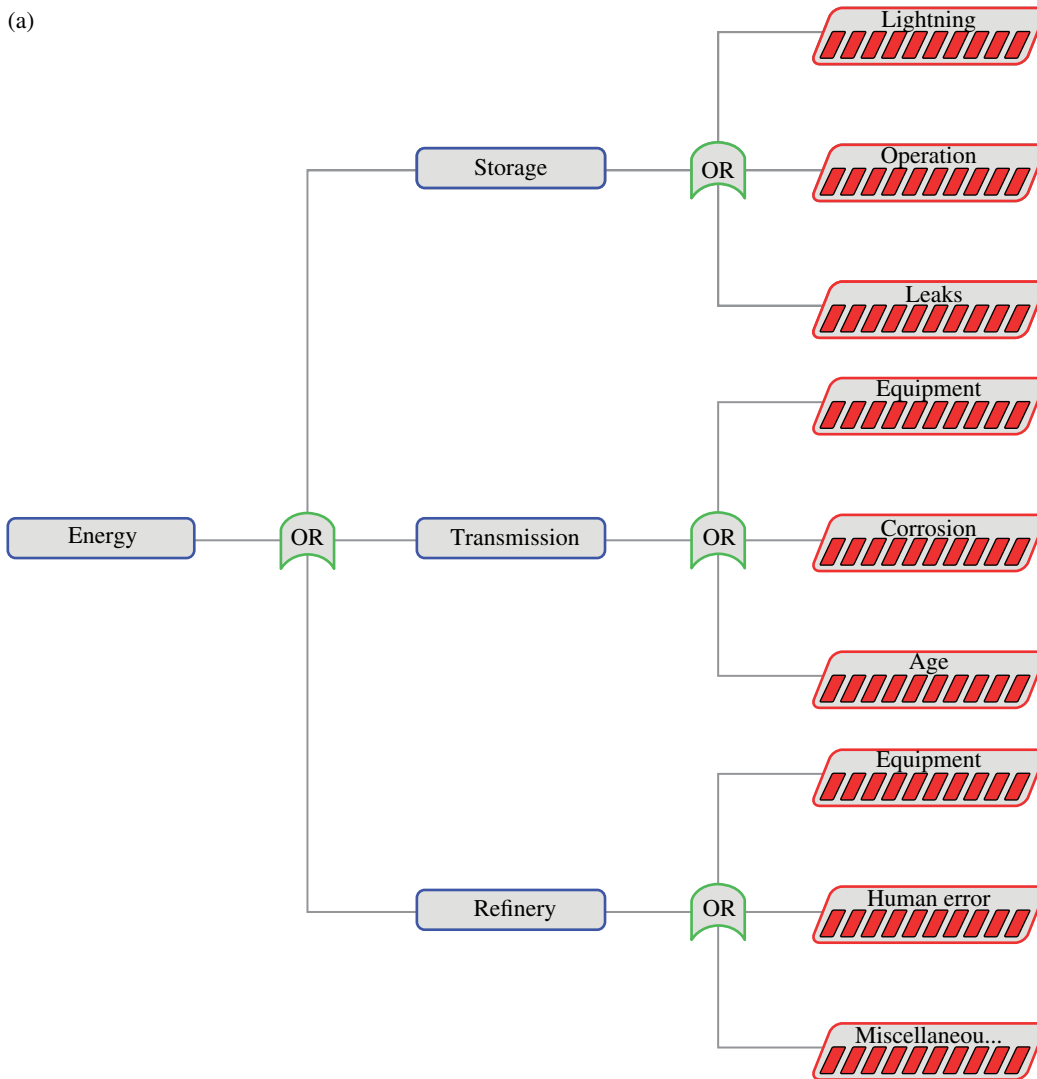 (a)
Lightning
Storage
OR
Operation
Leaks
Equipment
Energy
OR
Transmission
OR
Corrosion
Age
Equipment
Refinery
OR
Human error
Miscellaneou...